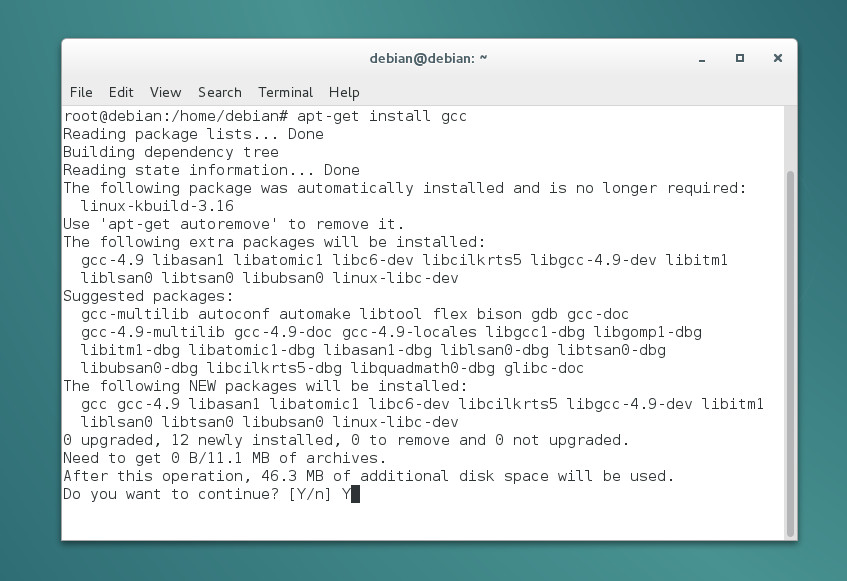 debian@debian: ~
File Edit View Search Terminal Help
root@debian:/home/debian# apt-get install gcc
Reading package lists... Done
Building dependency tree
Reading state information... Done
The following package was automatically installed and is no longer required:
  linux-kbuild-3.16
Use 'apt-get autoremove' to remove it.
The following extra packages will be installed:
  gcc-4.9 libasan1 libatomic1 libc6-dev libcilkrts5 libgcc-4.9-dev libitm1
  liblsan0 libtsan0 libubsan0 linux-libc-dev
Suggested packages:
  gcc-multilib autoconf automake libtool flex bison gdb gcc-doc
  gcc-4.9-multilib gcc-4.9-doc gcc-4.9-locales libgcc1-dbg libgomp1-dbg
  libitm1-dbg libatomic1-dbg libasan1-dbg liblsan0-dbg libtsan0-dbg
  libubsan0-dbg libcilkrts5-dbg libquadmath0-dbg glibc-doc
The following NEW packages will be installed:
  gcc gcc-4.9 libasan1 libatomic1 libc6-dev libcilkrts5 libgcc-4.9-dev libitm1
  liblsan0 libtsan0 libubsan0 linux-libc-dev
0 upgraded, 12 newly installed, 0 to remove and 0 not upgraded.
Need to get 0 B/11.1 MB of archives.
After this operation, 46.3 MB of additional disk space will be used.
Do you want to continue? [Y/n] Y